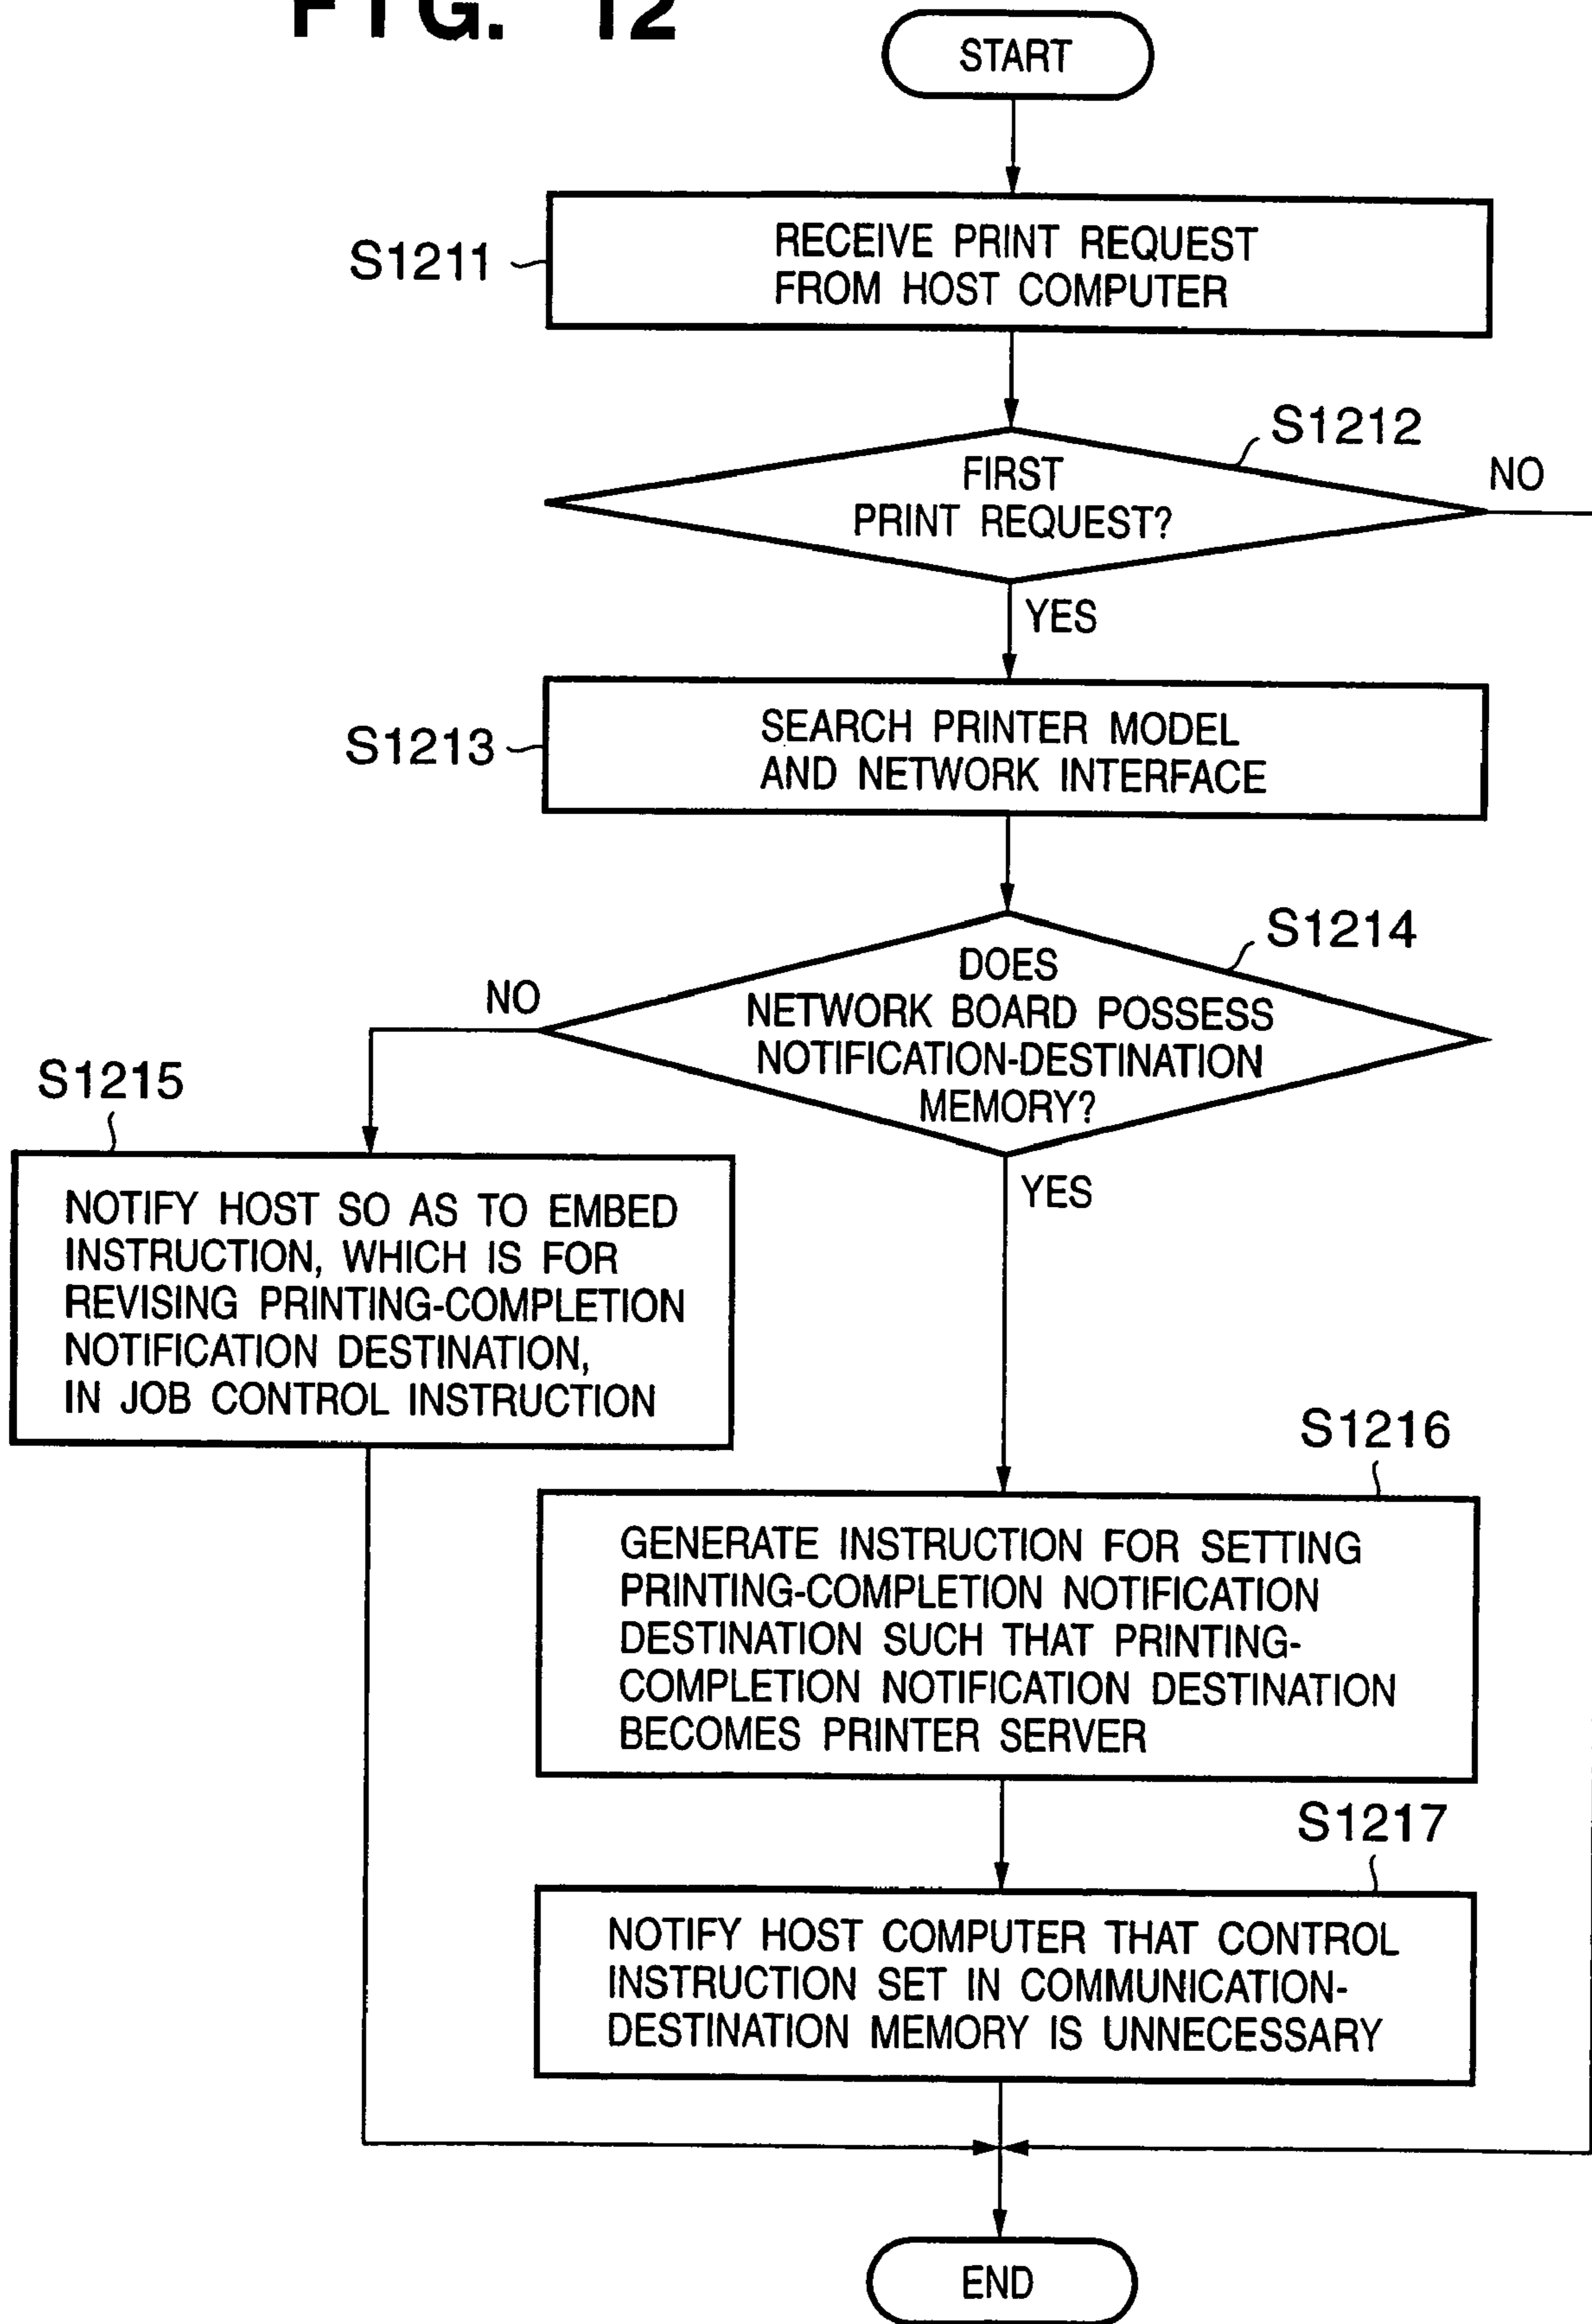 FIG. 12
START
S1211
RECEIVE PRINT REQUEST
FROM HOST COMPUTER
S1212
FIRST
PRINT REQUEST?
NO
YES
S1213
SEARCH PRINTER MODEL
AND NETWORK INTERFACE
S1214
DOES
NETWORK BOARD POSSESS
NOTIFICATION-DESTINATION
MEMORY?
NO
YES
S1215
NOTIFY HOST SO AS TO EMBED
INSTRUCTION, WHICH IS FOR
REVISING PRINTING-COMPLETION
NOTIFICATION DESTINATION,
IN JOB CONTROL INSTRUCTION
S1216
GENERATE INSTRUCTION FOR SETTING
PRINTING-COMPLETION NOTIFICATION
DESTINATION SUCH THAT PRINTING-
COMPLETION NOTIFICATION DESTINATION
BECOMES PRINTER SERVER
S1217
NOTIFY HOST COMPUTER THAT CONTROL
INSTRUCTION SET IN COMMUNICATION-
DESTINATION MEMORY IS UNNECESSARY
END